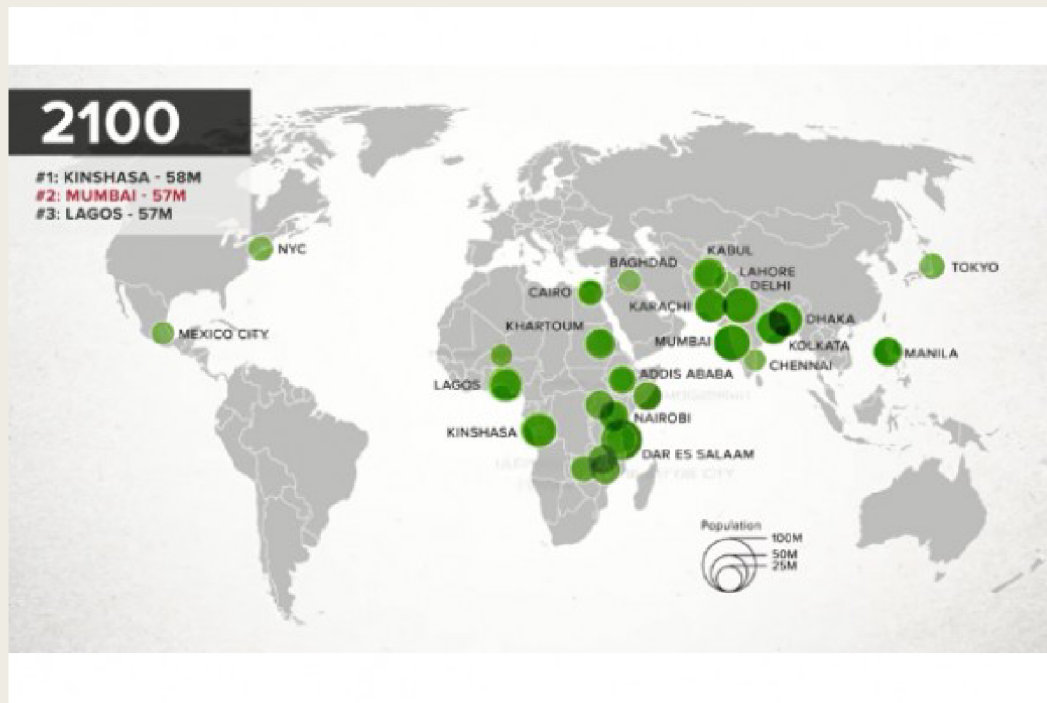 2100
#1: KINSHASA - 58M
#2: MUMBAI - 57M
#3: LAGOS - 57M
NYC
MEXICO CITY
KABUL
BAGHDAD
LAHORE
TOKYO
DELHI
CAIRO
KARACHI
DHAKA
KHARTOUM
MUMBAI
KOLKATA
MANILA
CHENNAI
ADDIS ABABA
LAGOS
NAIROBI
KINSHASA
DAR ES SALAAM
Population
100M
50M
25M